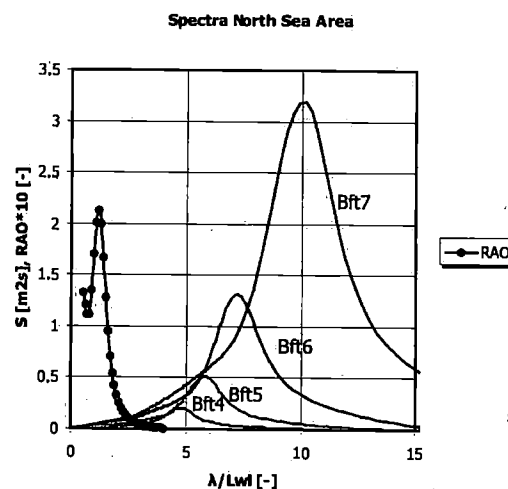 Spectra North Sea Area
3.5
3
2.5
2
1.5
1
0.5
0
S [m2s], RAO*10 [-]
Bft7
Bft6
Bft5
Bft4
RAO
0 5 10 15
λ/Lwl [-]